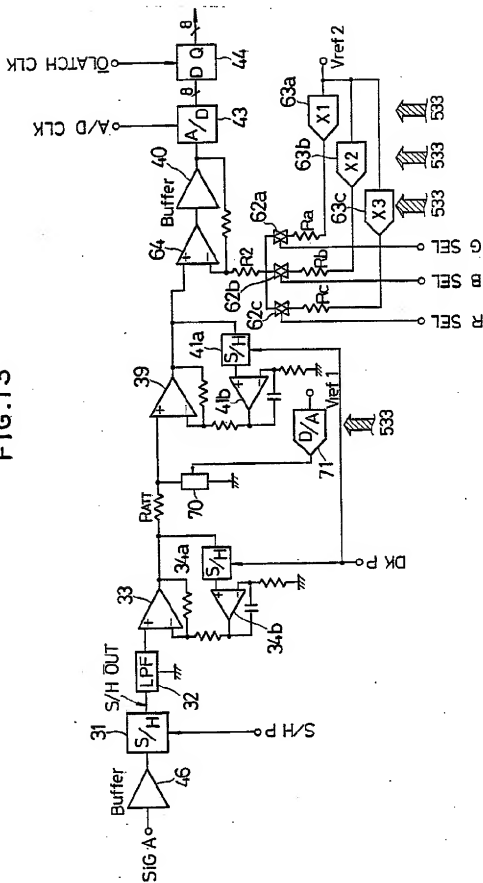 FIG.13
SiG A
Buffer
46
31
S/H
S/H P
S/H OUT
LPF
32
33
+
−
34a
S/H
+
−
34b
DK P
RATT
70
D/A
71
Vref 1
533
39
+
−
41a
S/H
+
−
41b
64
+
−
Buffer
40
A/D CLK
A/D
43
8
ŌLATCH CLK
D Q
44
8
R2
62a
62b
62c
Ra
Rb
Rc
63a
X1
63b
X2
63c
X3
Vref 2
533
533
533
G SEL
B SEL
R SEL